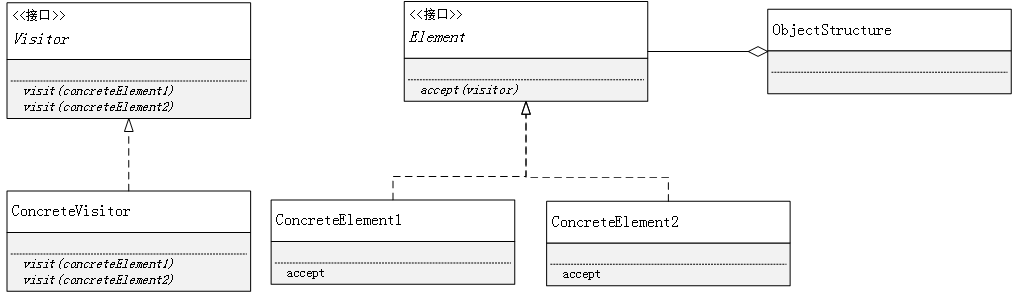 <<接口>>
Visitor
visit(concreteElement1)
visit(concreteElement2)
<<接口>>
Element
accept(visitor)
ObjectStructure
ConcreteVisitor
visit(concreteElement1)
visit(concreteElement2)
ConcreteElement1
accept
ConcreteElement2
accept